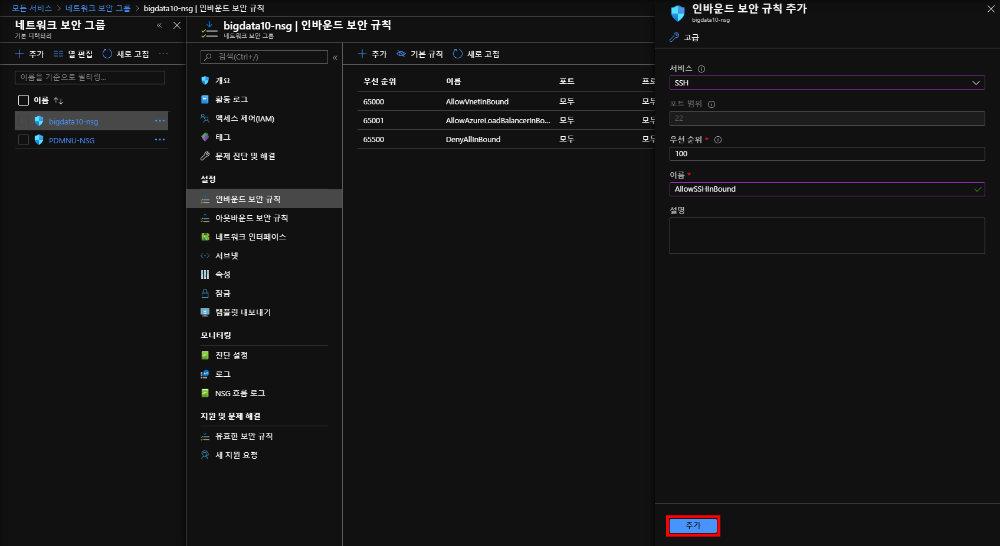 모든 서비스 > 네트워크 보안 그룹 > bigdata10-nsg | 인바운드 보안 규칙
네트워크 보안 그룹
기본 디렉터리
추가 열 편집 새로 고침 ...
이름을 기준으로 필터링...
이름
bigdata10-nsg
PDMNU-NSG
bigdata10-nsg | 인바운드 보안 규칙
네트워크 보안 그룹
검색(Ctrl+/)
개요
활동 로그
액세스 제어(IAM)
태그
문제 진단 및 해결
설정
인바운드 보안 규칙
아웃바운드 보안 규칙
네트워크 인터페이스
서브넷
속성
잠금
템플릿 내보내기
모니터링
진단 설정
로그
NSG 흐름 로그
지원 및 문제 해결
유효한 보안 규칙
새 지원 요청
추가 기본 규칙 새로 고침
우선 순위 이름 포트 프로
65000 AllowVnetInBound 모두 모두
65001 AllowAzureLoadBalancerInBo... 모두 모두
65500 DenyAllInBound 모두 모두
인바운드 보안 규칙 추가
bigdata10-nsg
고급
서비스
SSH
포트 범위
22
우선 순위 *
100
이름 *
AllowSSHInBound
설명
추가